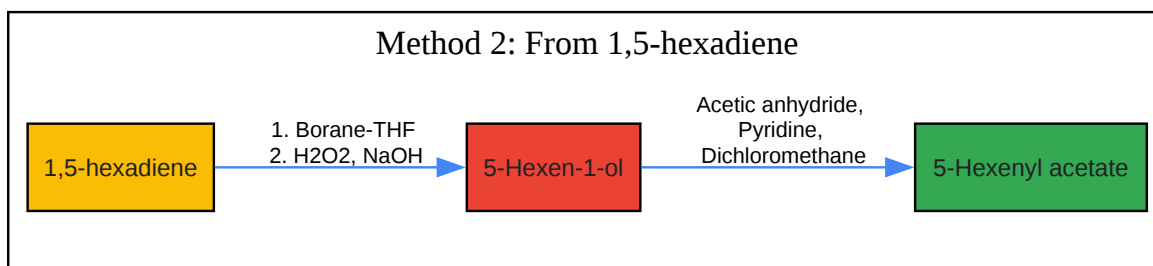 Method 2: From 1,5-hexadiene
1,5-hexadiene
1. Borane-THF
2. H2O2, NaOH
5-Hexen-1-ol
Acetic anhydride,
Pyridine,
Dichloromethane
5-Hexenyl acetate